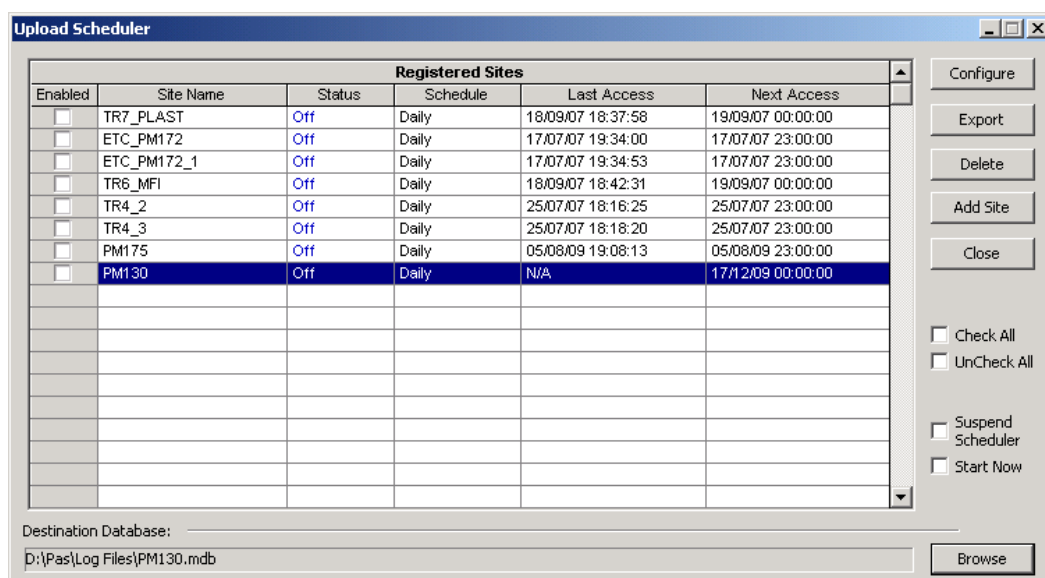 Upload Scheduler
Registered Sites
Enabled Site Name Status Schedule Last Access Next Access
TR7_PLAST Off Daily 18/09/07 18:37:58 19/09/07 00:00:00
ETC_PM172 Off Daily 17/07/07 19:34:00 17/07/07 23:00:00
ETC_PM172_1 Off Daily 17/07/07 19:34:53 17/07/07 23:00:00
TR6_MFI Off Daily 18/09/07 18:42:31 19/09/07 00:00:00
TR4_2 Off Daily 25/07/07 18:16:25 25/07/07 23:00:00
TR4_3 Off Daily 25/07/07 18:18:20 25/07/07 23:00:00
PM175 Off Daily 05/08/09 19:08:13 05/08/09 23:00:00
PM130 Off Daily N/A 17/12/09 00:00:00
Configure
Export
Delete
Add Site
Close
Check All
UnCheck All
Suspend
Scheduler
Start Now
Destination Database:
D:\Pas\Log Files\PM130.mdb
Browse